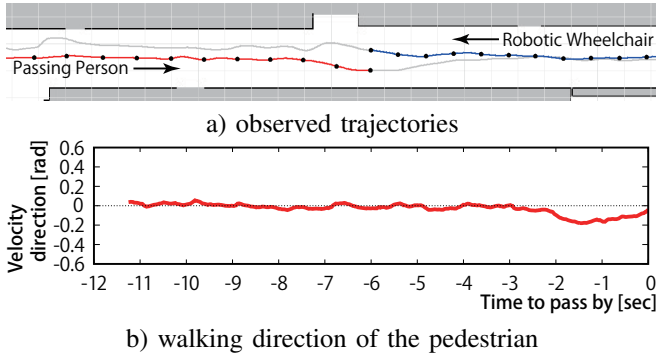 Robotic Wheelchair
Passing Person
a) observed trajectories
Velocity
direction [rad]
0.6
0.4
0.2
0
-0.2
-0.4
-0.6
-12 -11 -10 -9 -8 -7 -6 -5 -4 -3 -2 -1 0
Time to pass by [sec]
b) walking direction of the pedestrian